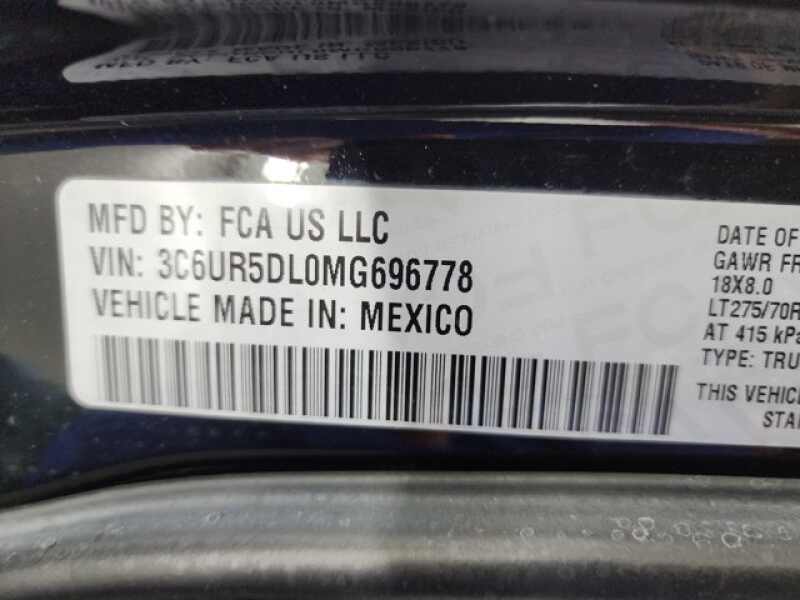 MFD BY: FCA US LLC
VIN: 3C6UR5DL0MG696778
VEHICLE MADE IN: MEXICO
DATE OF
GAWR FR
18X8.0
LT275/70R
AT 415 kPa
TYPE: TRU
THIS VEHIC
STA